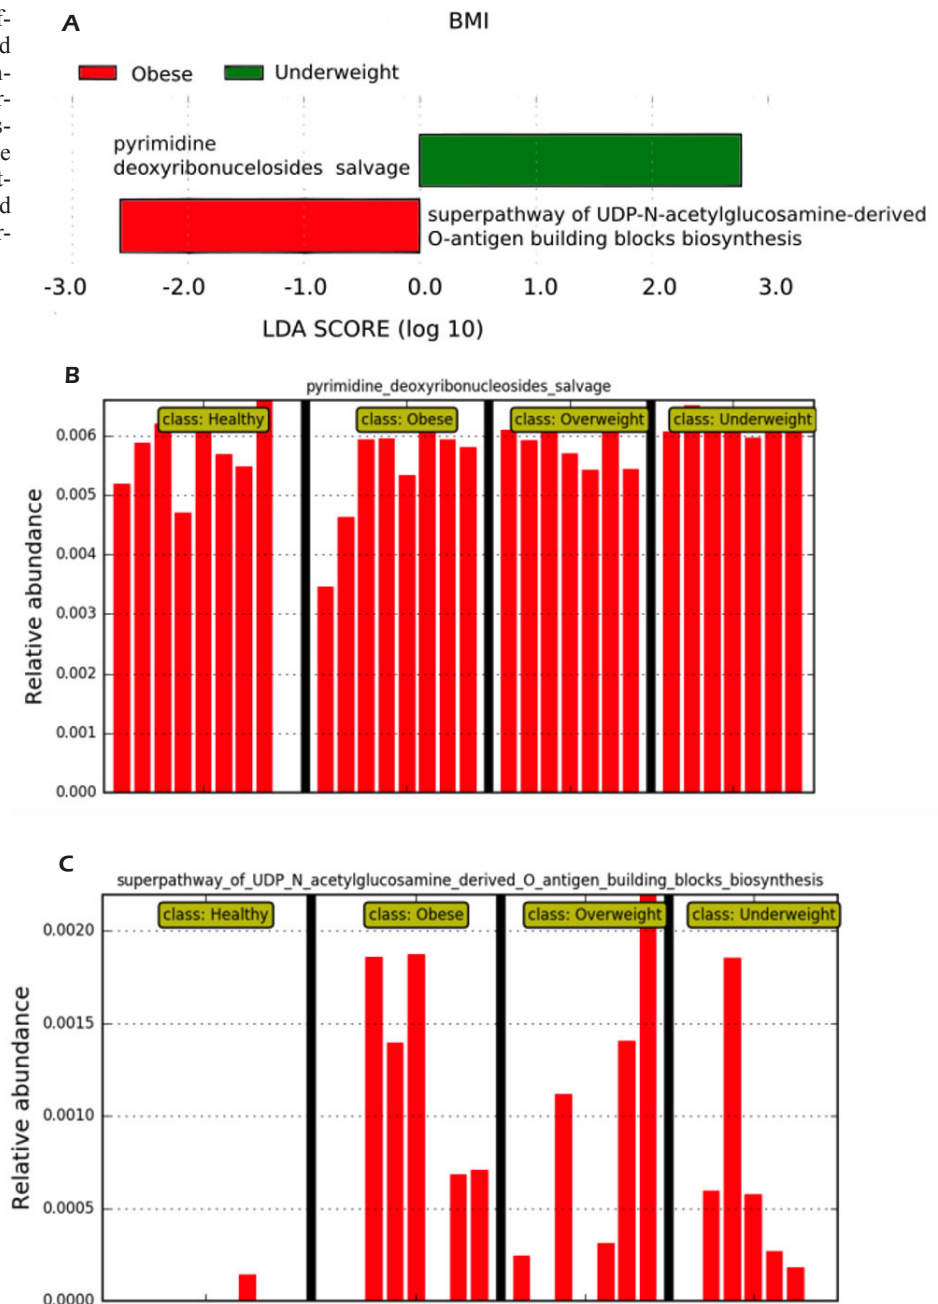 f-
d
n-
r-
s-
e
t-
d
r-
A
BMI
Obese
Underweight
pyrimidine
deoxyribonucelosides salvage
superpathway of UDP-N-acetylglucosamine-derived
O-antigen building blocks biosynthesis
-3.0 -2.0 -1.0 0.0 1.0 2.0 3.0
LDA SCORE (log 10)
B
pyrimidine_deoxyribonucleosides_salvage
class: Healthy
class: Obese
class: Overweight
class: Underweight
0.006
0.005
0.004
0.003
0.002
0.001
0.000
Relative abundance
C
superpathway_of_UDP_N_acetylglucosamine_derived_O_antigen_building_blocks_biosynthesis
class: Healthy
class: Obese
class: Overweight
class: Underweight
0.0020
0.0015
0.0010
0.0005
0.0000
Relative abundance